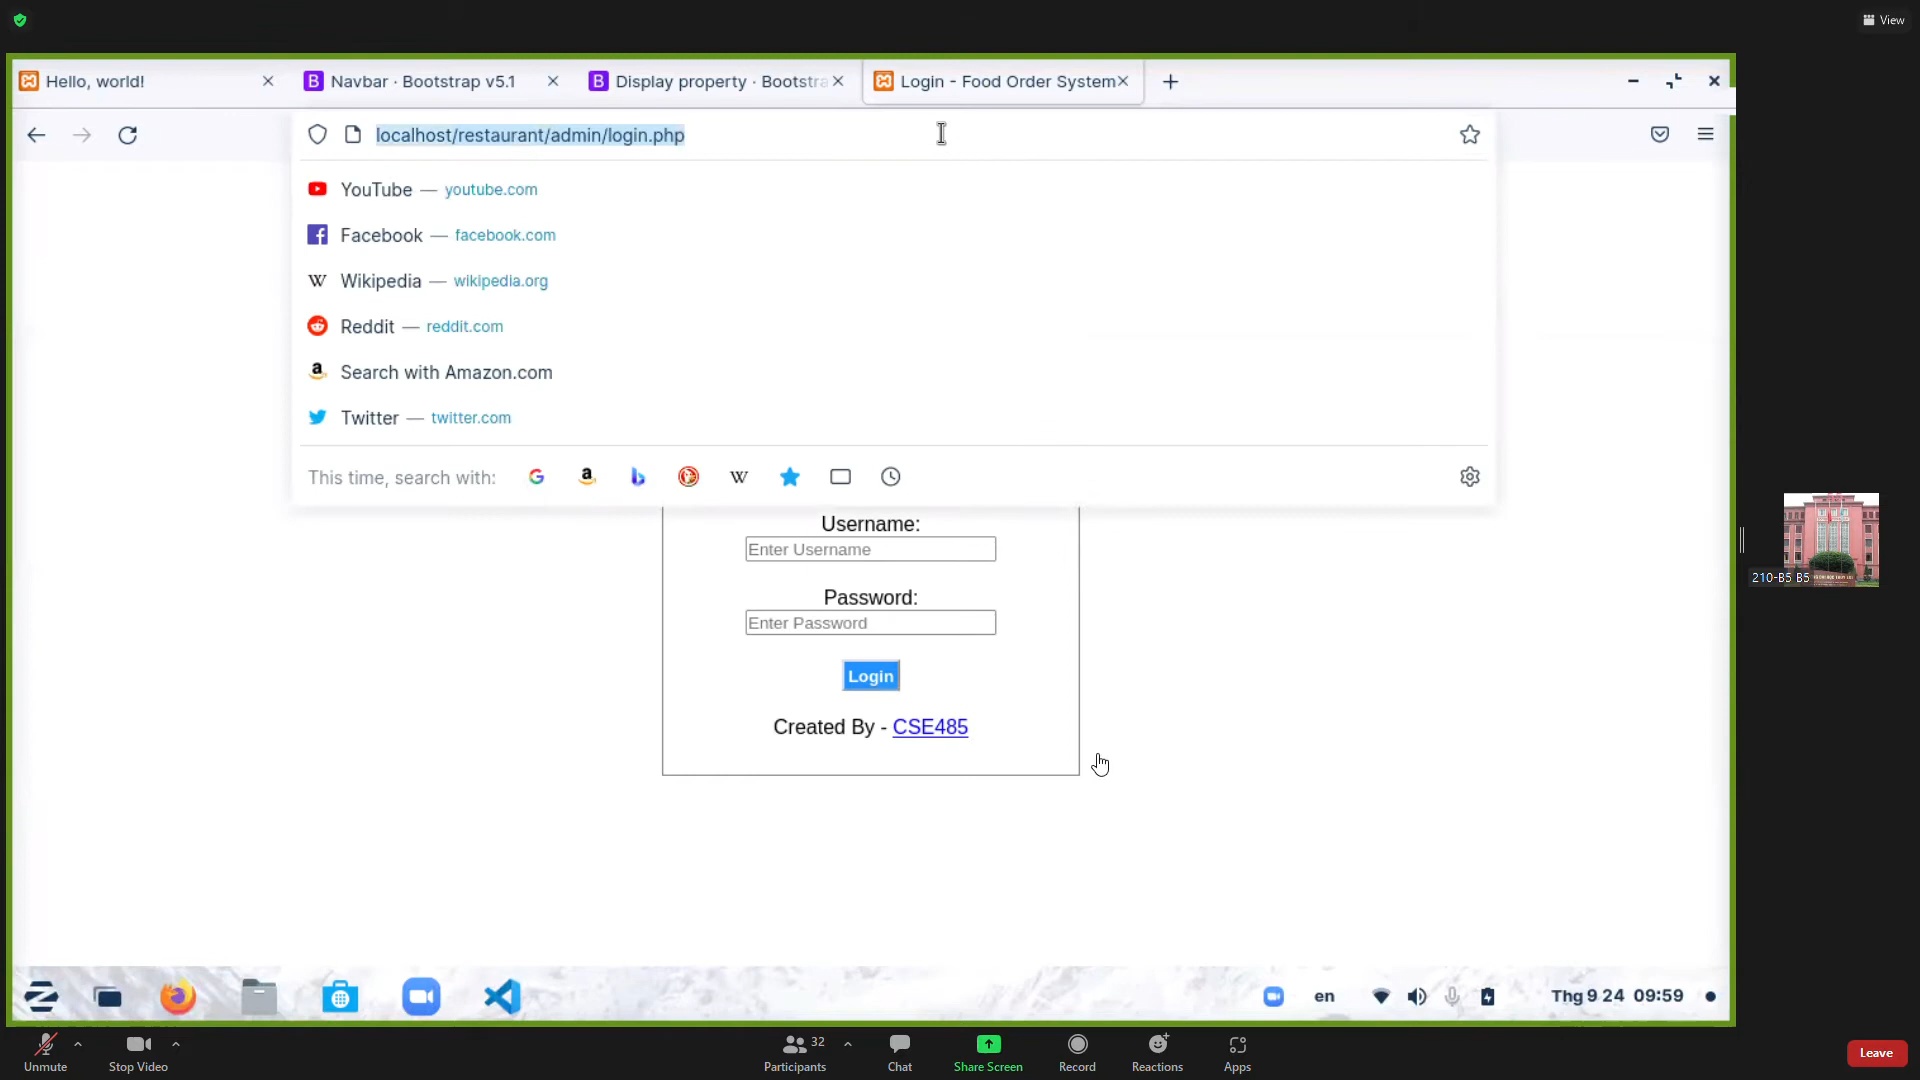 View
Hello, world!
Navbar · Bootstrap v5.1
Display property · Bootstra
Login - Food Order System
localhost/restaurant/admin/login.php
YouTube — youtube.com
Facebook — facebook.com
Wikipedia — wikipedia.org
Reddit — reddit.com
Search with Amazon.com
Twitter — twitter.com
This time, search with:
Username:
Enter Username
Password:
Enter Password
Login
Created By - CSE485
210-B5 B5
en
Thg 9 24 09:59
Unmute
Stop Video
32
Participants
Chat
Share Screen
Record
Reactions
Apps
Leave